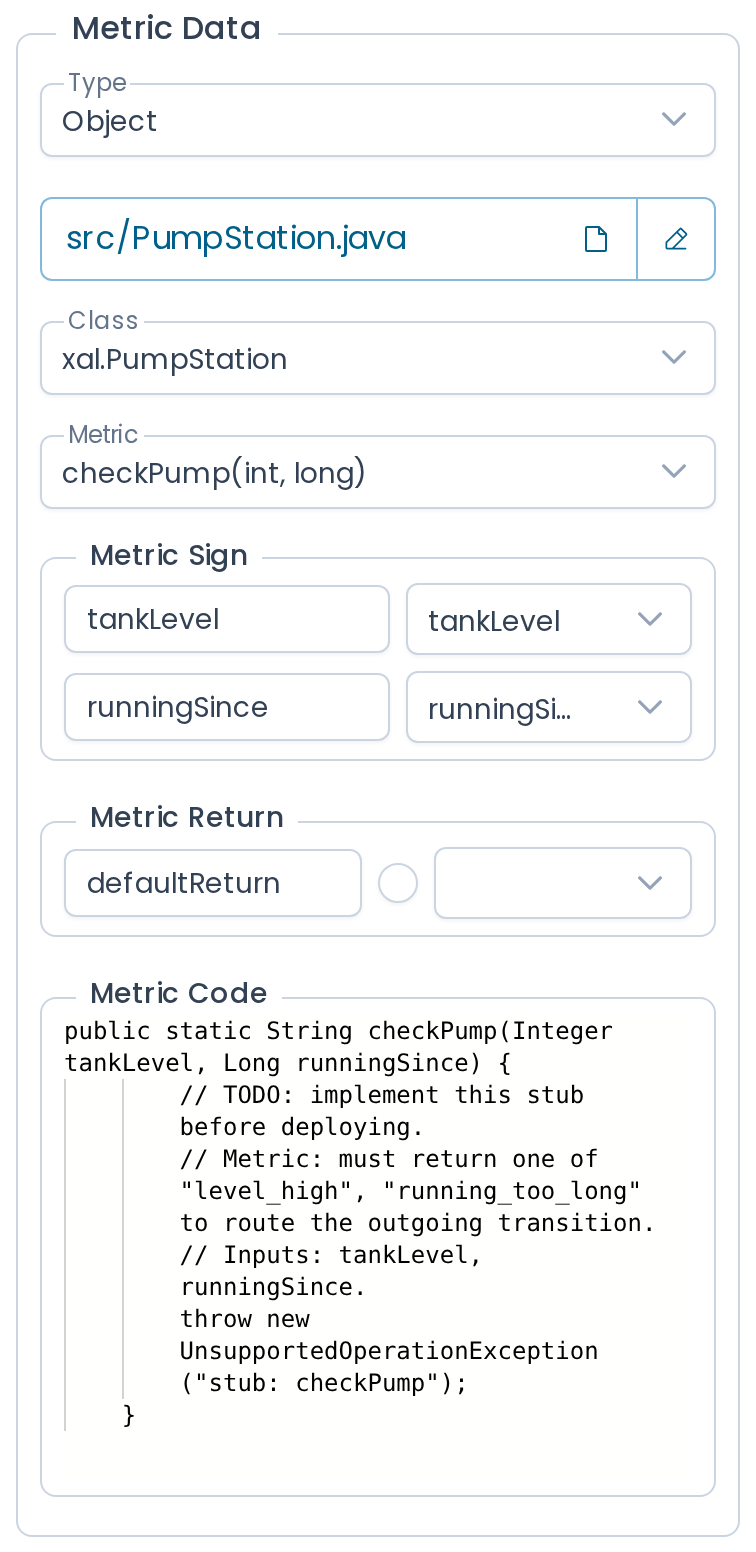 Metric Data
Type
Object
src/PumpStation.java
Class
xal.PumpStation
Metric
checkPump(int, long)
Metric Sign
tankLevel
tankLevel
runningSince
runningSi...
Metric Return
defaultReturn
Metric Code
public static String checkPump(Integer
tankLevel, Long runningSince) {
// TODO: implement this stub
before deploying.
// Metric: must return one of
"level_high", "running_too_long"
to route the outgoing transition.
// Inputs: tankLevel,
runningSince.
throw new
UnsupportedOperationException
("stub: checkPump");
}